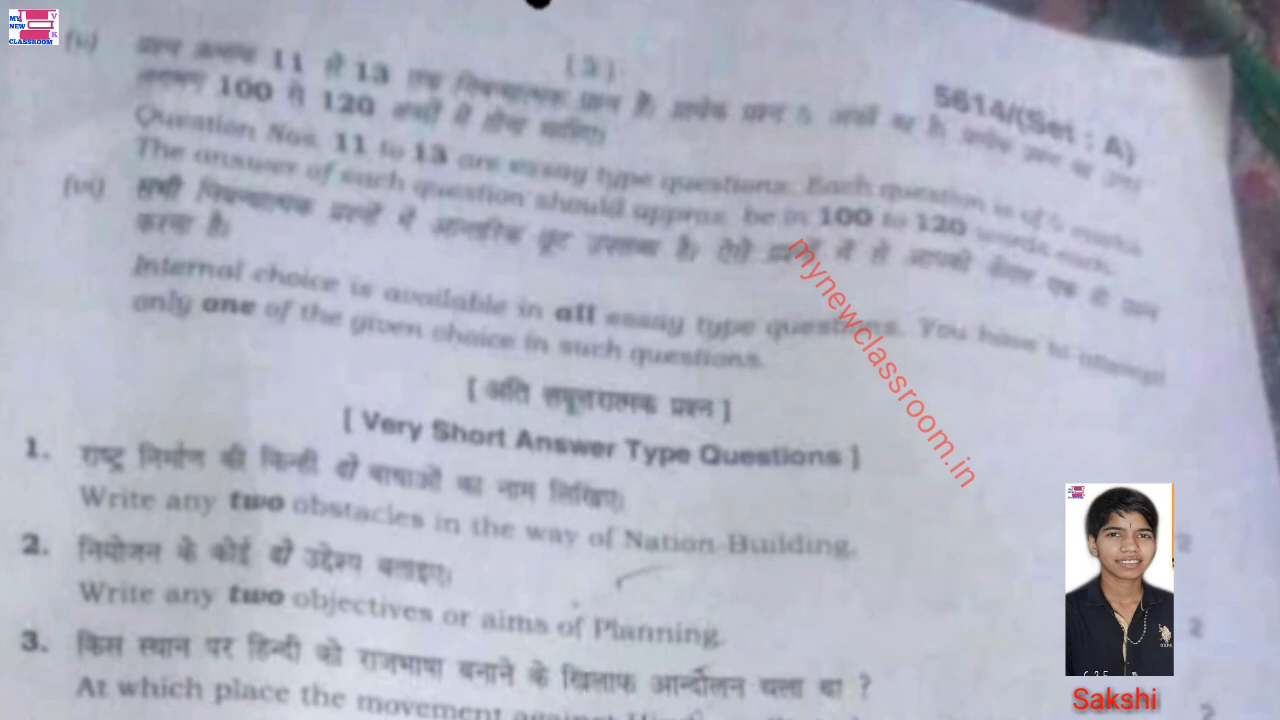 MY NEW CLASSROOM
V K
[ 3 ]
5614/(Set : A)
(v) प्रश्न क्रमांक 11 से 13 तक निबन्धात्मक प्रश्न हैं। प्रत्येक प्रश्न 5 अंकों का है। प्रत्येक प्रश्न का उत्तर
लगभग 100 से 120 शब्दों में होना चाहिए।
Question Nos. 11 to 13 are essay type questions. Each question is of 5 marks.
The answer of each question should approx. be in 100 to 120 words each.
(vi) सभी निबन्धात्मक प्रश्नों में आन्तरिक छूट उपलब्ध है। ऐसे प्रश्नों में से आपको केवल एक ही प्रश्न
करना है।
Internal choice is available in all essay type questions. You have to attempt
only one of the given choice in such questions.
mynewclassroom.in
[ अति लघूत्तरात्मक प्रश्न ]
[ Very Short Answer Type Questions ]
1. राष्ट्र निर्माण की किन्हीं दो बाधाओं का नाम लिखिए।
Write any two obstacles in the way of Nation-Building. 2
2. नियोजन के कोई दो उद्देश्य बताइए।
Write any two objectives or aims of Planning. 2
3. किस स्थान पर हिन्दी को राजभाषा बनाने के खिलाफ आन्दोलन चला था ?
At which place the movement against 2
Sakshi